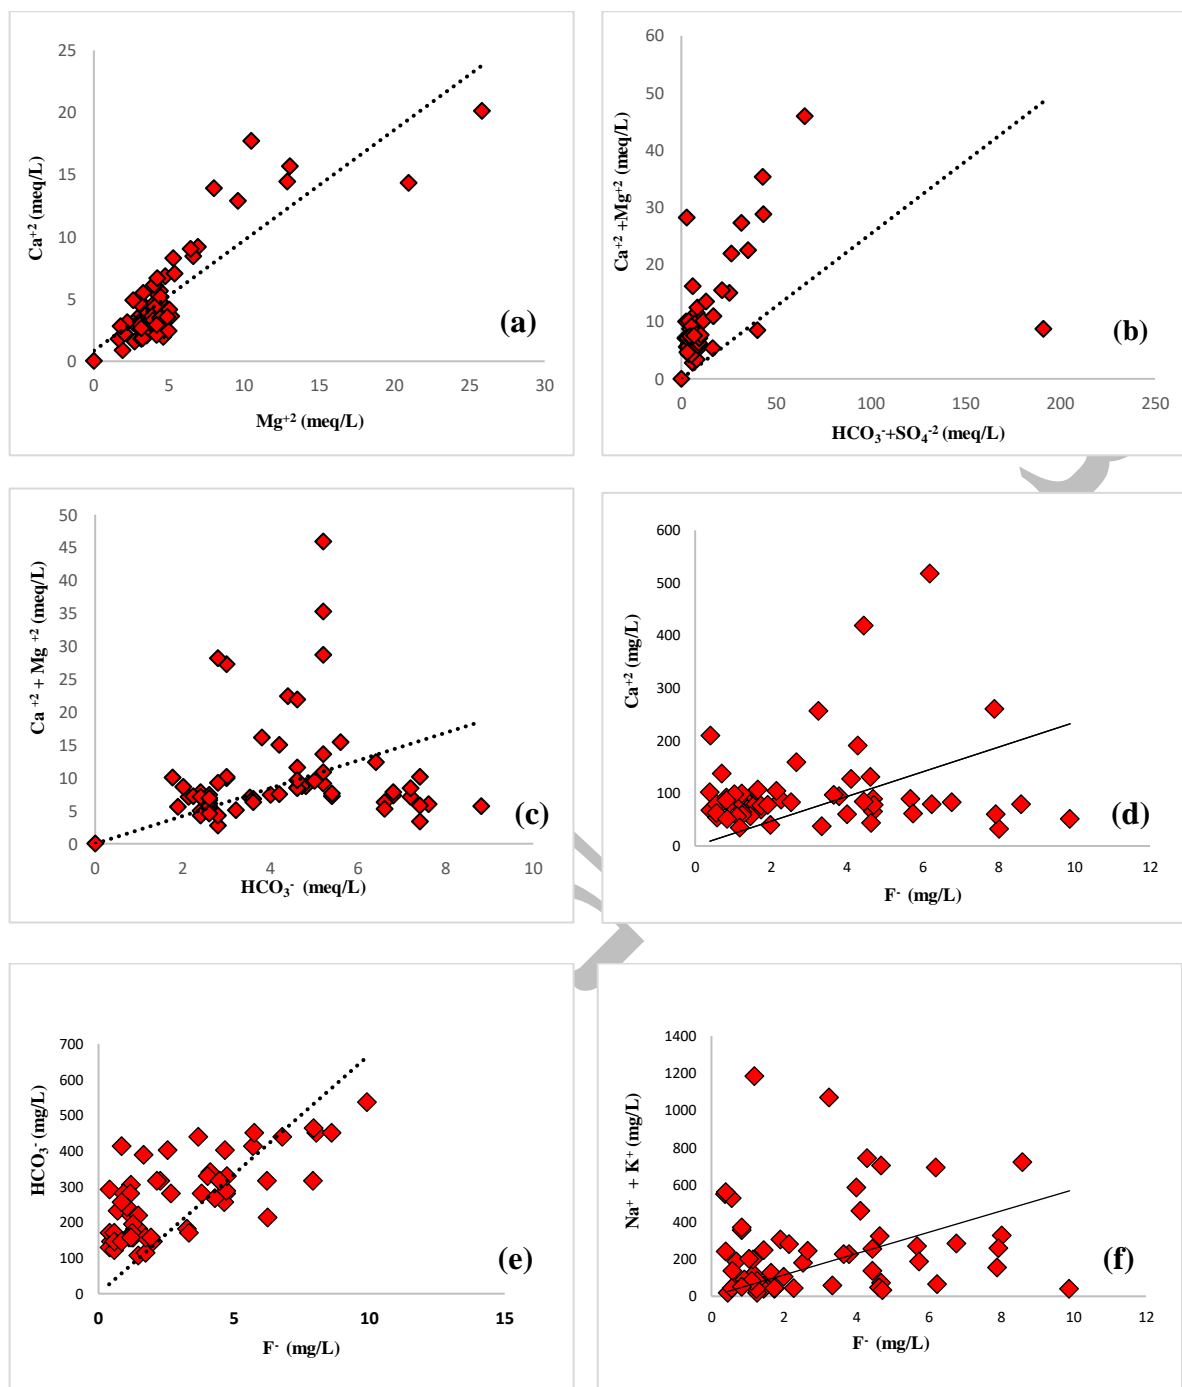 25
20
15
10
5
0
0 5 10 15 20 25 30
Ca⁺² (meq/L)
Mg⁺² (meq/L)
(a)
60
50
40
30
20
10
0
0 50 100 150 200 250
Ca⁺² +Mg⁺² (meq/L)
HCO₃⁻+SO₄⁻² (meq/L)
(b)
50
45
40
35
30
25
20
15
10
5
0
0 2 4 6 8 10
Ca ⁺² + Mg ⁺² (meq/L)
HCO₃⁻ (meq/L)
(c)
600
500
400
300
200
100
0
0 2 4 6 8 10 12
Ca⁺² (mg/L)
F⁻ (mg/L)
(d)
700
600
500
400
300
200
100
0
0 5 10 15
HCO₃⁻ (mg/L)
F⁻ (mg/L)
(e)
1400
1200
1000
800
600
400
200
0
0 2 4 6 8 10 12
Na⁺ + K⁺ (mg/L)
F⁻ (mg/L)
(f)